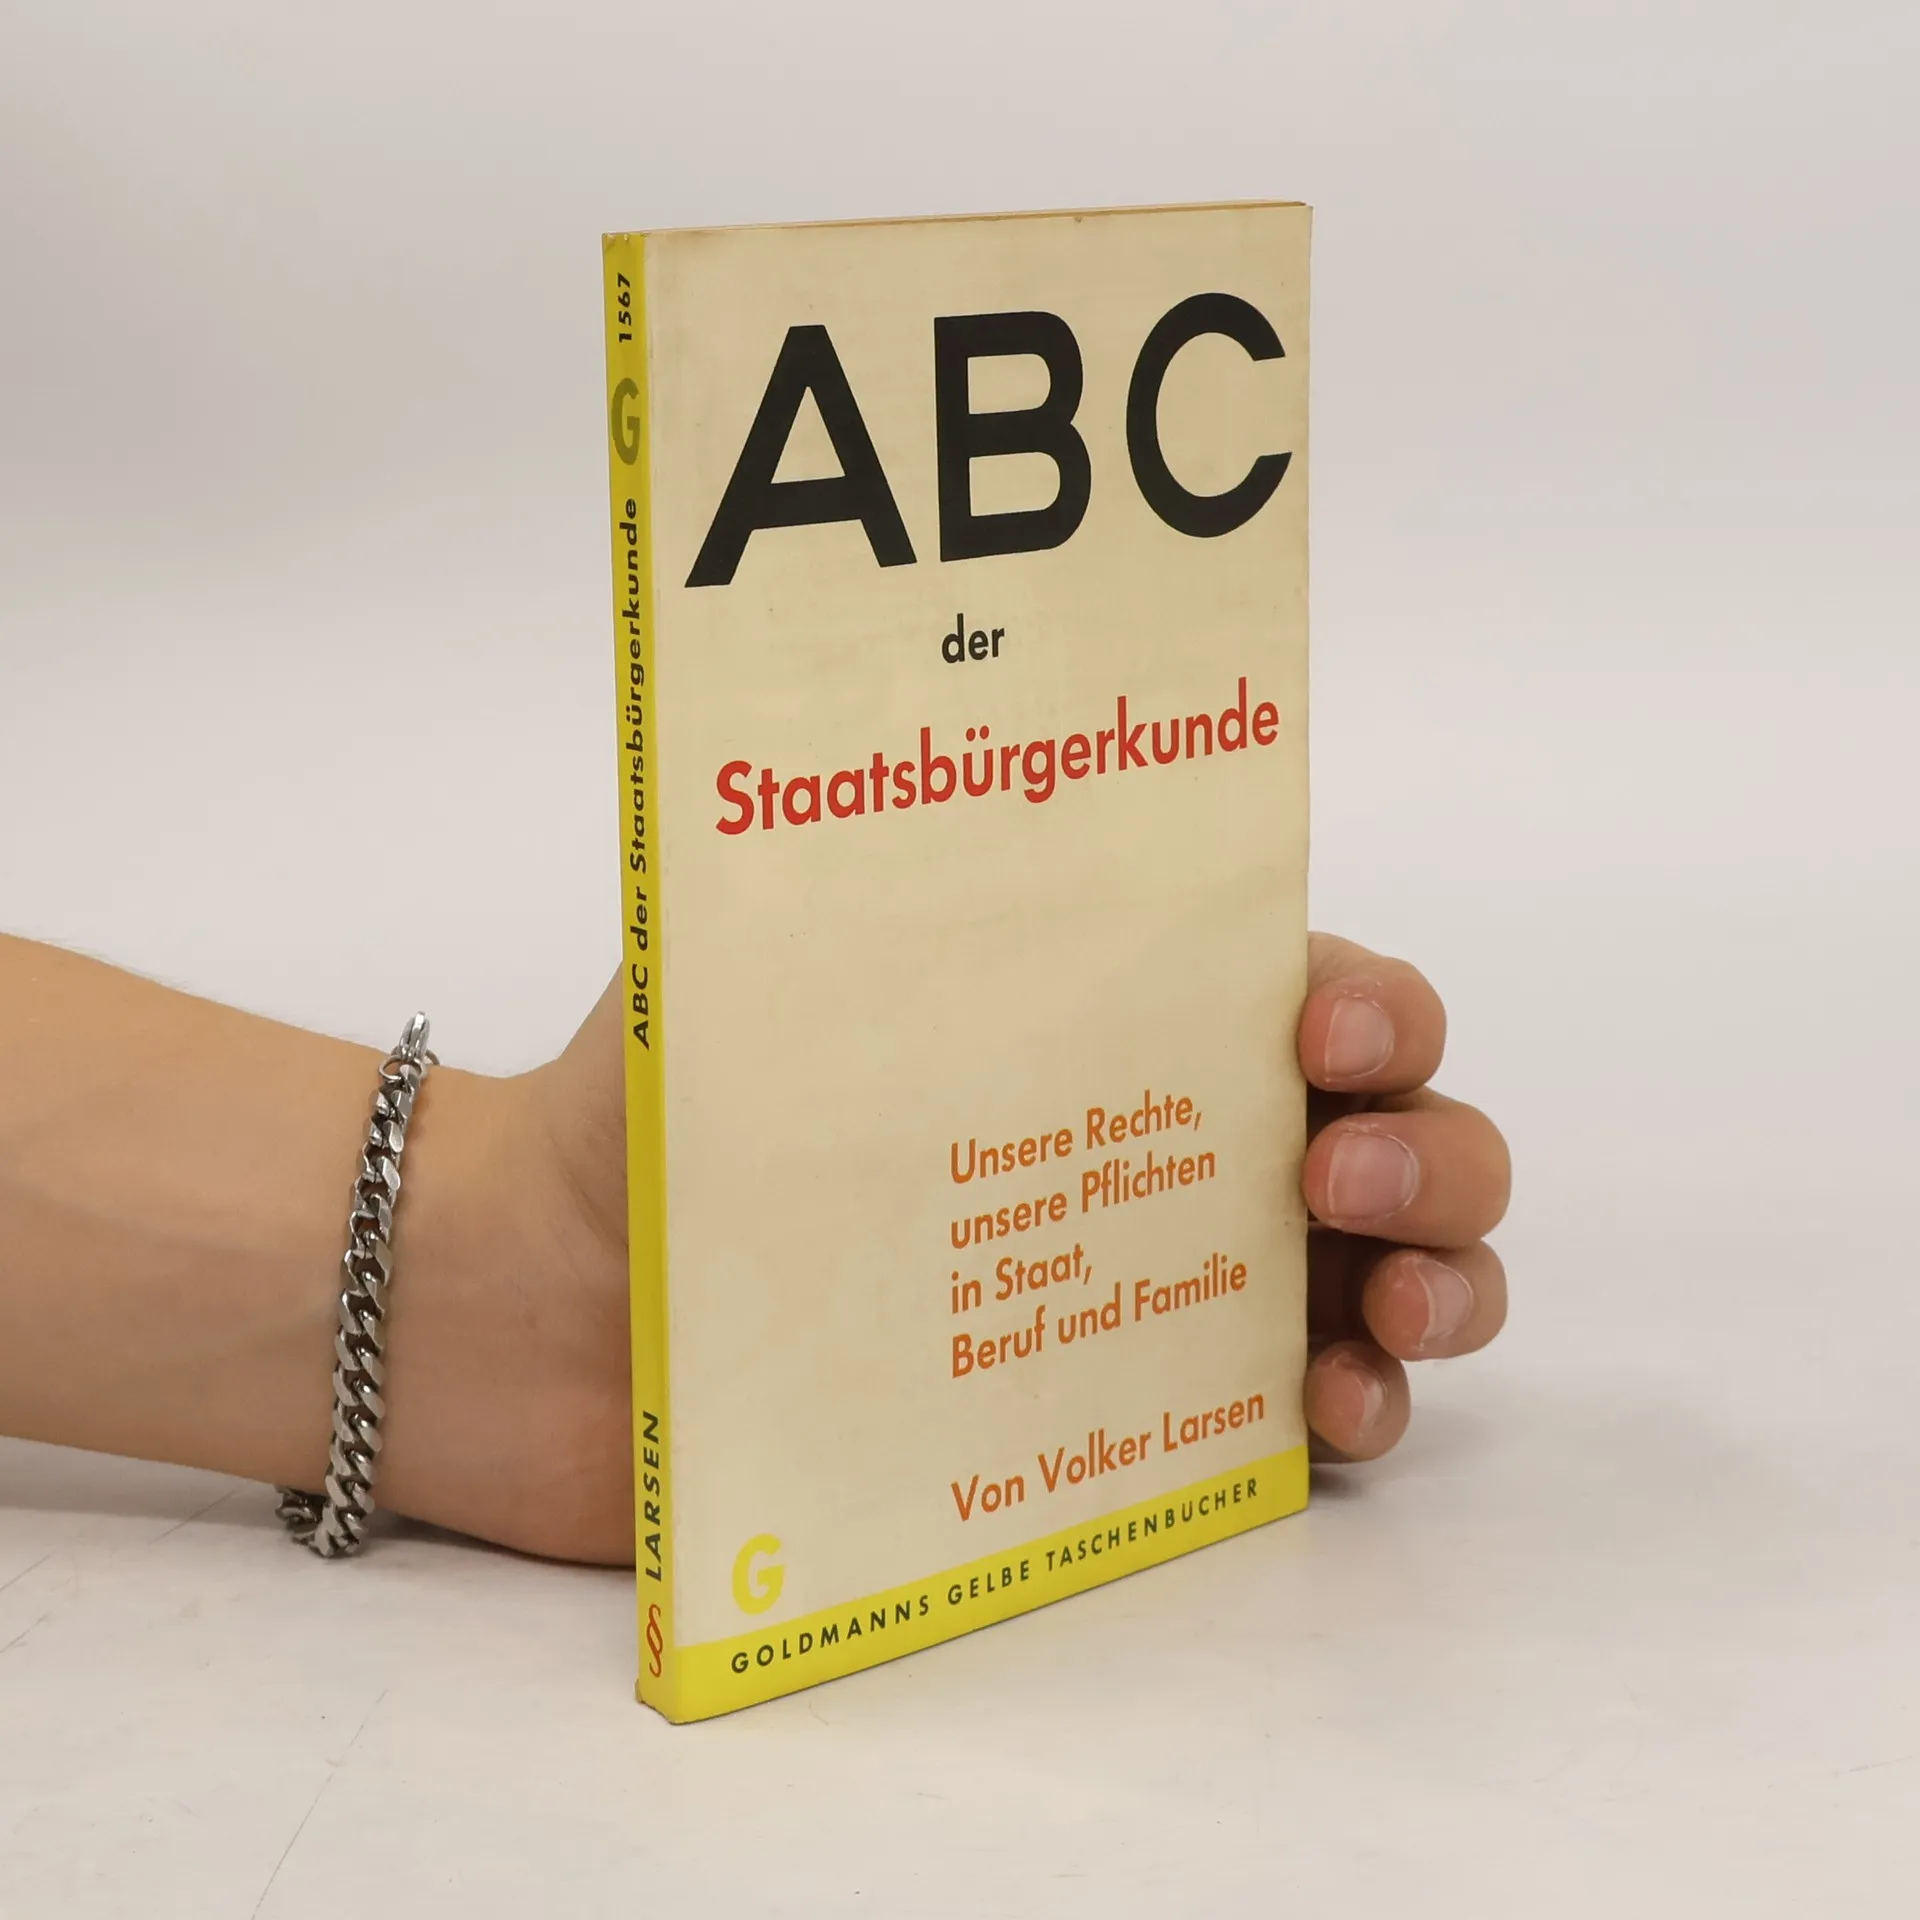 ABC
der
Staatsbürgerkunde
Unsere Rechte,
unsere Pflichten
in Staat,
Beruf und Familie
Von Volker Larsen
G
GOLDMANNS GELBE TASCHENBÜCHER
§ LARSEN ABC der Staatsbürgerkunde G 1567